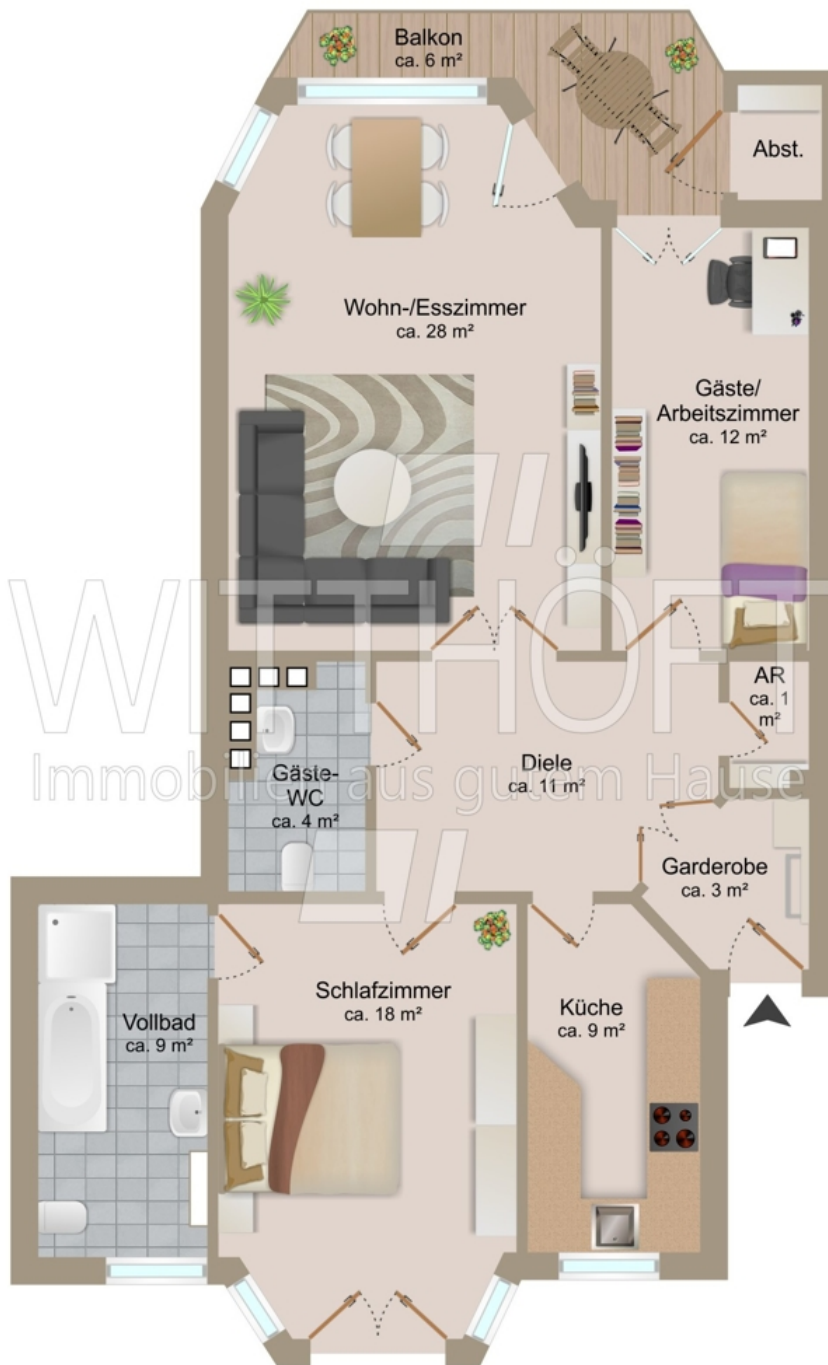 Balkon
ca. 6 m²
Abst.
Wohn-/Esszimmer
ca. 28 m²
Gäste/
Arbeitszimmer
ca. 12 m²
WITTHÖFT
Immobilien aus gutem Hause
AR
ca. 1
m²
Gäste-
WC
ca. 4 m²
Diele
ca. 11 m²
Garderobe
ca. 3 m²
Schlafzimmer
ca. 18 m²
Küche
ca. 9 m²
Vollbad
ca. 9 m²